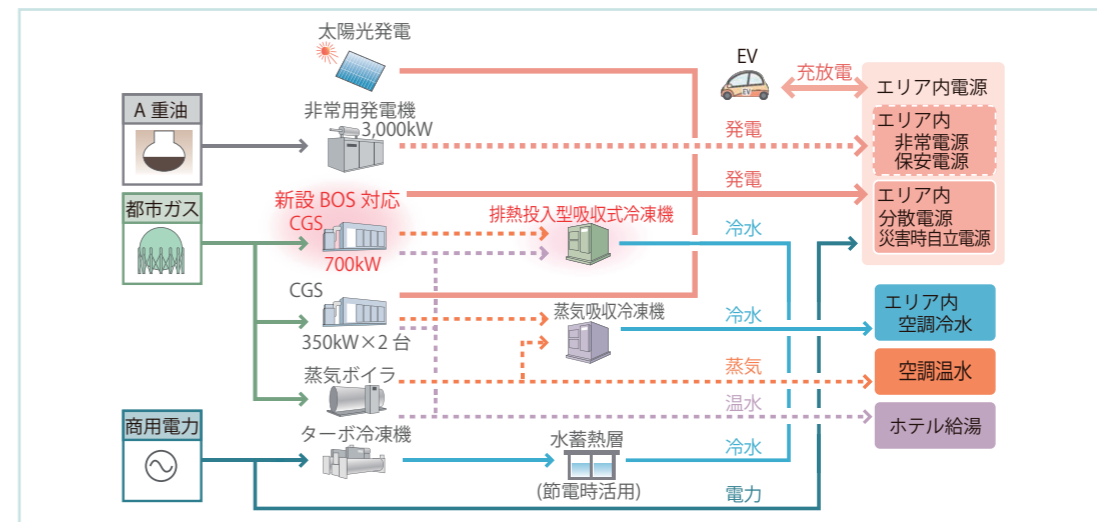 太陽光発電
EV
充放電
エリア内電源
A 重油
非常用発電機
3,000kW
発電
エリア内
非常電源
保安電源
都市ガス
新設 BOS 対応
CGS
700kW
排熱投入型吸収式冷凍機
発電
冷水
エリア内
分散電源
災害時自立電源
CGS
350kW×2 台
蒸気吸収冷凍機
冷水
エリア内
空調冷水
蒸気ボイラ
蒸気
空調温水
温水
ホテル給湯
商用電力
ターボ冷凍機
水蓄熱層
(節電時活用)
冷水
電力
EV